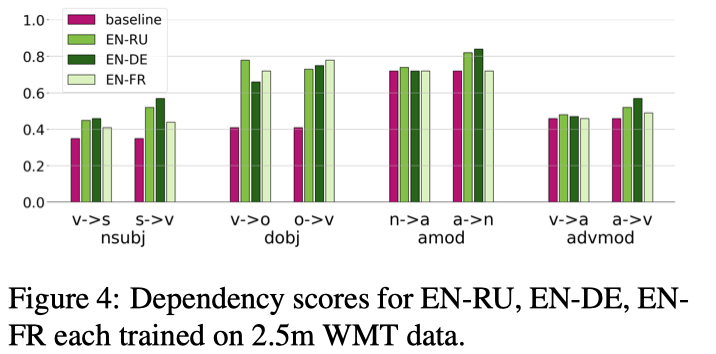 1.0
0.8
0.6
0.4
0.2
0.0
baseline
EN-RU
EN-DE
EN-FR
v->s s->v v->o o->v n->a a->n v->a a->v
nsubj dobj amod advmod
Figure 4: Dependency scores for EN-RU, EN-DE, EN-
FR each trained on 2.5m WMT data.